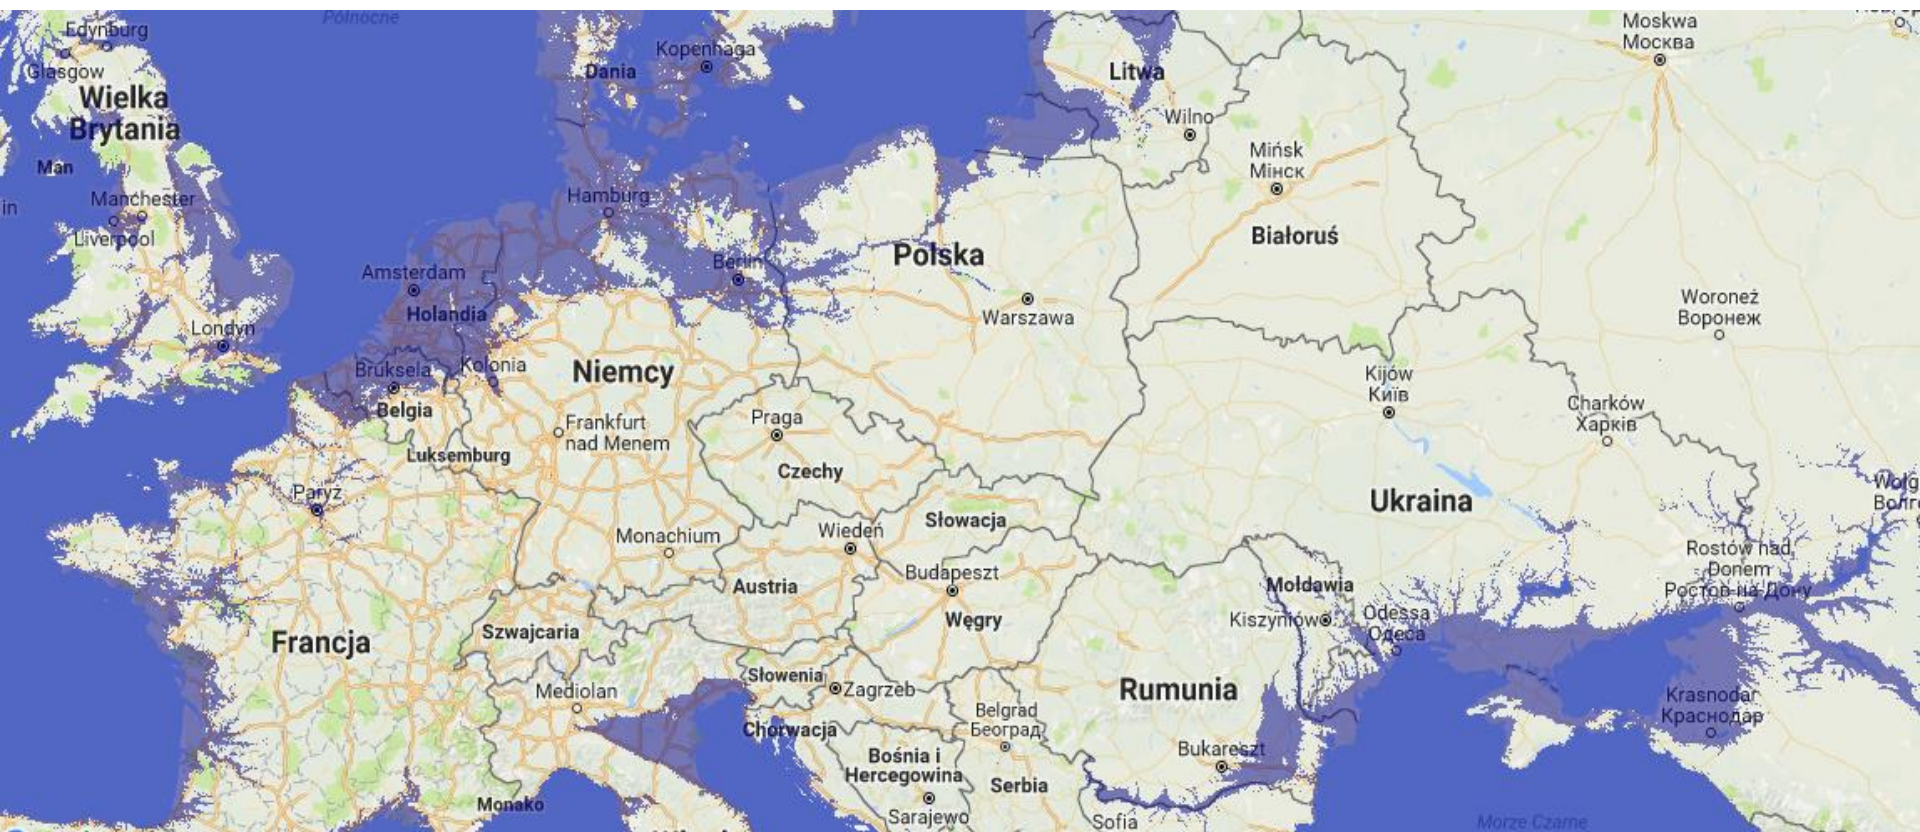 Północne
Edynburg
Glasgow
Wielka
Brytania
Man
Manchester
Liverpool
in
Londyn
Kopenhaga
Dania
Hamburg
Amsterdam
Holandia
Berlin
Bruksela
Kolonia
Belgia
Luksemburg
Niemcy
Frankfurt
nad Menem
Paryż
Francja
Monachium
Praga
Czechy
Wiedeń
Austria
Szwajcaria
Mediolan
Monako
Słowenia
Zagrzeb
Chorwacja
Bośnia i
Hercegowina
Sarajewo
Belgrad
Београд
Serbia
Sofia
Polska
Warszawa
Słowacja
Budapeszt
Węgry
Rumunia
Bukareszt
Litwa
Wilno
Mińsk
Мінск
Białoruś
Moskwa
Москва
Woroneż
Воронеж
Kijów
Київ
Charków
Харків
Ukraina
Mołdawia
Kiszyniów
Odessa
Одеса
Rostów nad
Donem
Ростов-на-Дону
Krasnodar
Краснодар
Morze Czarne
Wołg
Волг